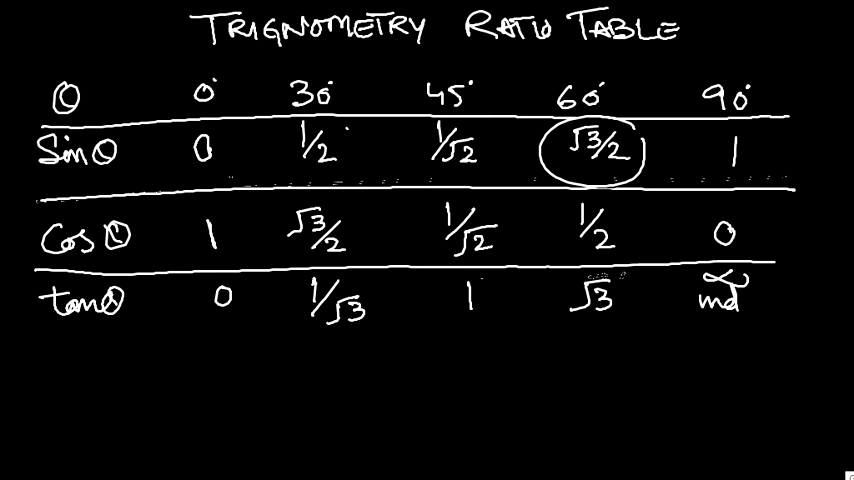 TRIGNOMETRY RATIO TABLE
θ 0° 30° 45° 60° 90°
Sinθ 0 1/2 1/√2 √3/2 1
Cosθ 1 √3/2 1/√2 1/2 0
tanθ 0 1/√3 1 √3 ∝ nd